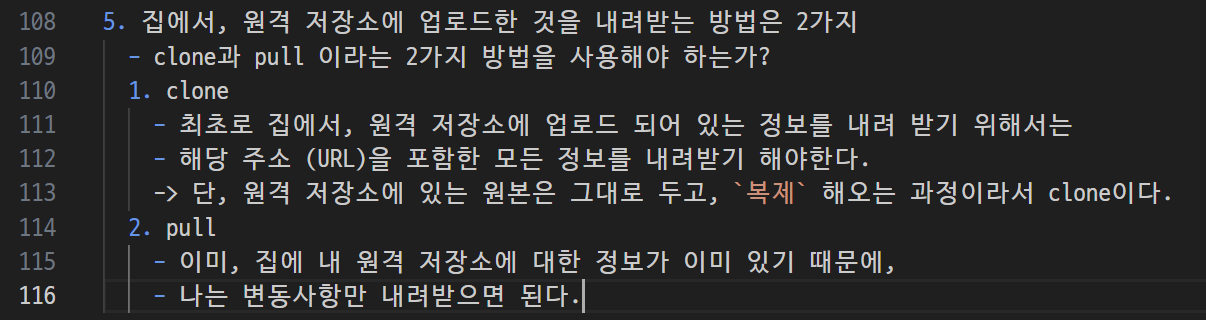 108 5. 집에서, 원격 저장소에 업로드한 것을 내려받는 방법은 2가지
109 - clone과 pull 이라는 2가지 방법을 사용해야 하는가?
110 1. clone
111 - 최초로 집에서, 원격 저장소에 업로드 되어 있는 정보를 내려 받기 위해서는
112 - 해당 주소 (URL)을 포함한 모든 정보를 내려받기 해야한다.
113 -> 단, 원격 저장소에 있는 원본은 그대로 두고, `복제` 해오는 과정이라서 clone이다.
114 2. pull
115 - 이미, 집에 내 원격 저장소에 대한 정보가 이미 있기 때문에,
116 - 나는 변동사항만 내려받으면 된다.